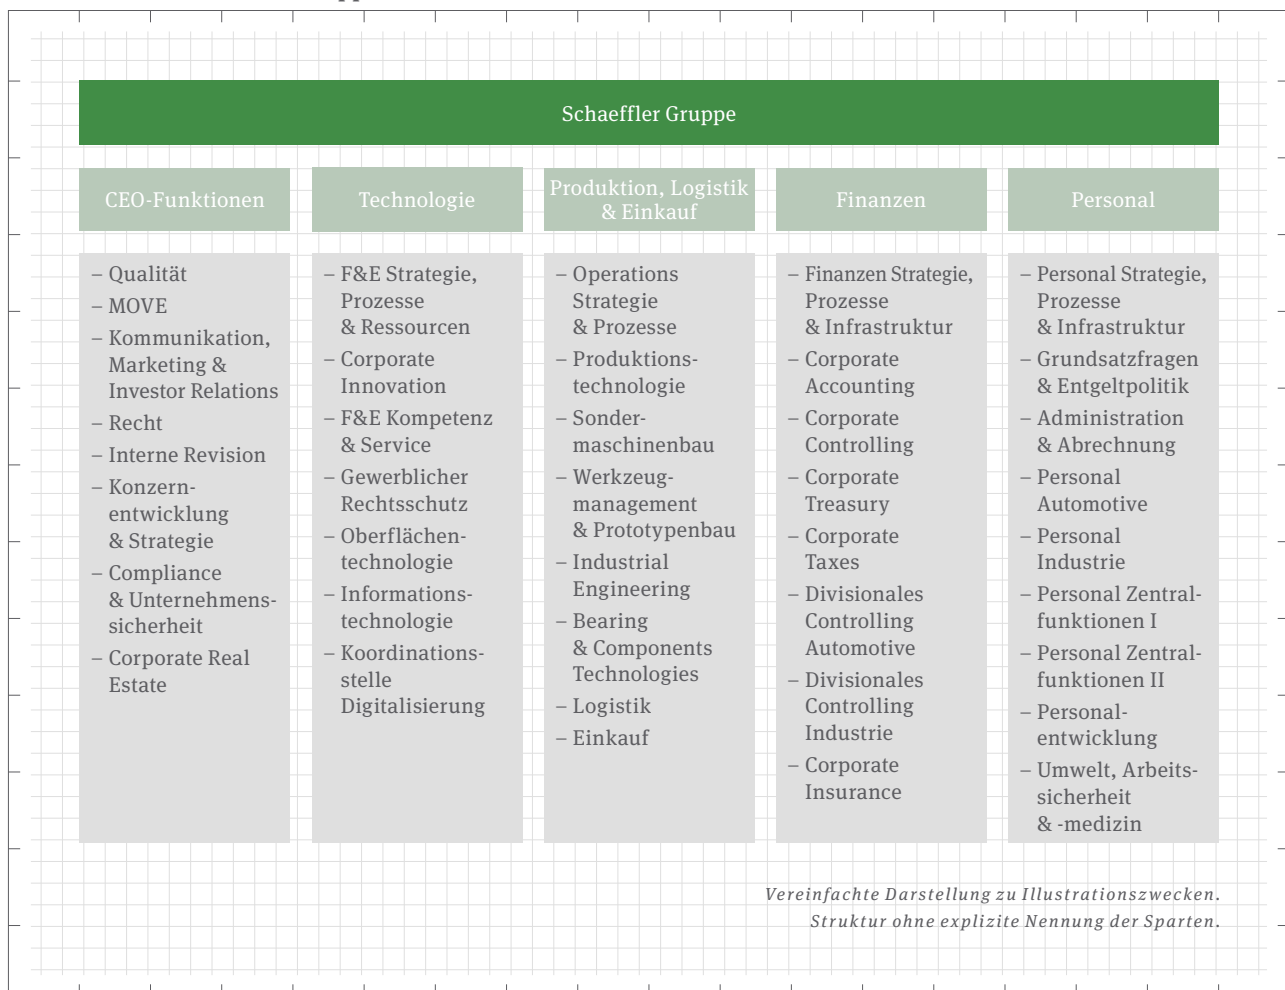 Schaeffler Gruppe
CEO-Funktionen
– Qualität
– MOVE
– Kommunikation,
Marketing &
Investor Relations
– Recht
– Interne Revision
– Konzern-
entwicklung
& Strategie
– Compliance
& Unternehmens-
sicherheit
– Corporate Real
Estate
Technologie
– F&E Strategie,
Prozesse
& Ressourcen
– Corporate
Innovation
– F&E Kompetenz
& Service
– Gewerblicher
Rechtsschutz
– Oberflächen-
technologie
– Informations-
technologie
– Koordinations-
stelle
Digitalisierung
Produktion, Logistik
& Einkauf
– Operations
Strategie
& Prozesse
– Produktions-
technologie
– Sonder-
maschinenbau
– Werkzeug-
management
& Prototypenbau
– Industrial
Engineering
– Bearing
& Components
Technologies
– Logistik
– Einkauf
Finanzen
– Finanzen Strategie,
Prozesse
& Infrastruktur
– Corporate
Accounting
– Corporate
Controlling
– Corporate
Treasury
– Corporate
Taxes
– Divisionales
Controlling
Automotive
– Divisionales
Controlling
Industrie
– Corporate
Insurance
Personal
– Personal Strategie,
Prozesse
& Infrastruktur
– Grundsatzfragen
& Entgeltpolitik
– Administration
& Abrechnung
– Personal
Automotive
– Personal
Industrie
– Personal Zentral-
funktionen I
– Personal Zentral-
funktionen II
– Personal-
entwicklung
– Umwelt, Arbeits-
sicherheit
& -medizin
Vereinfachte Darstellung zu Illustrationszwecken.
Struktur ohne explizite Nennung der Sparten.